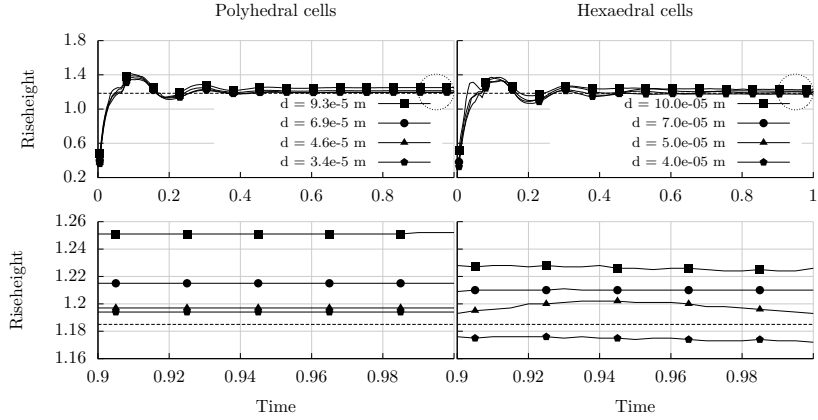 Polyhedral cells
Hexaedral cells
Riseheight
1.8
1.4
1.0
0.6
0.2
d = 9.3e-5 m
d = 6.9e-5 m
d = 4.6e-5 m
d = 3.4e-5 m
d = 10.0e-05 m
d = 7.0e-05 m
d = 5.0e-05 m
d = 4.0e-05 m
0 0.2 0.4 0.6 0.8 0 0.2 0.4 0.6 0.8 1
Riseheight
1.26
1.24
1.22
1.2
1.18
1.16
0.9 0.92 0.94 0.96 0.98 0.9 0.92 0.94 0.96 0.98
Time
Time